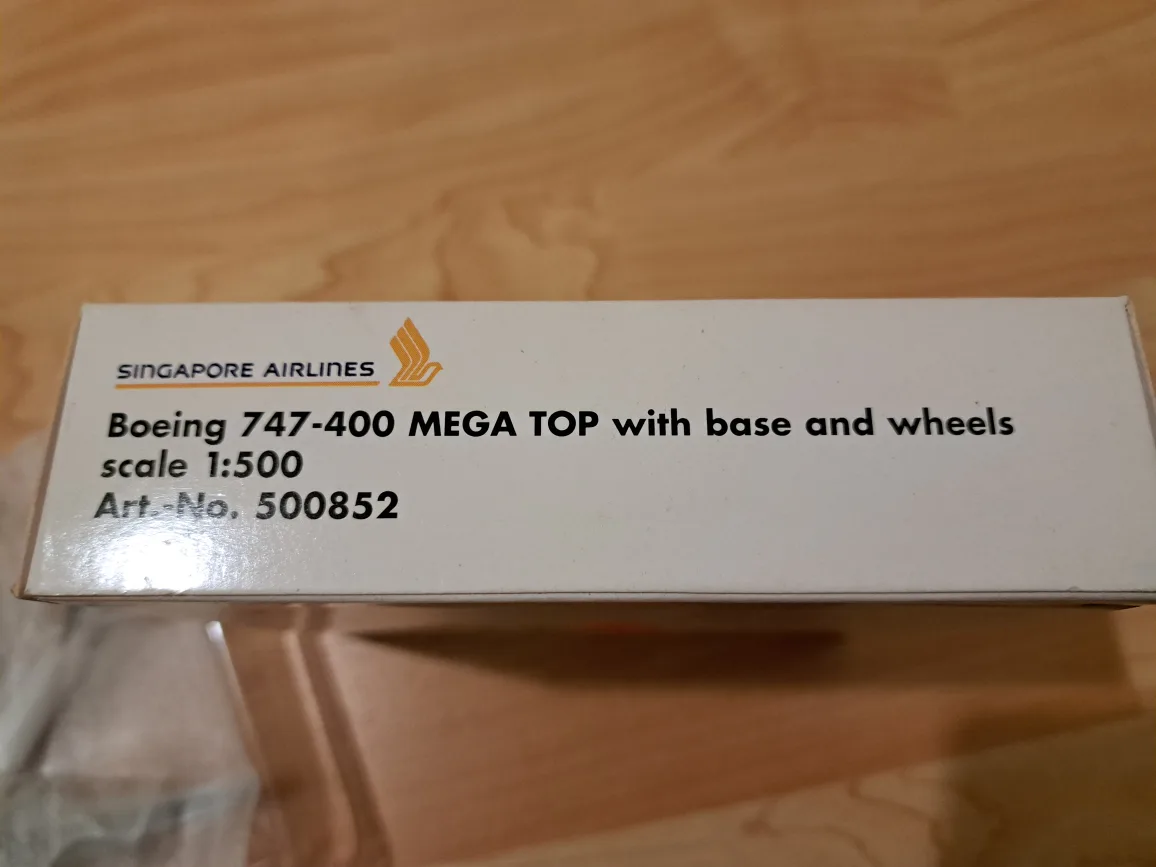 SINGAPORE AIRLINES
Boeing 747-400 MEGA TOP with base and wheels
scale 1:500
Art.-No. 500852